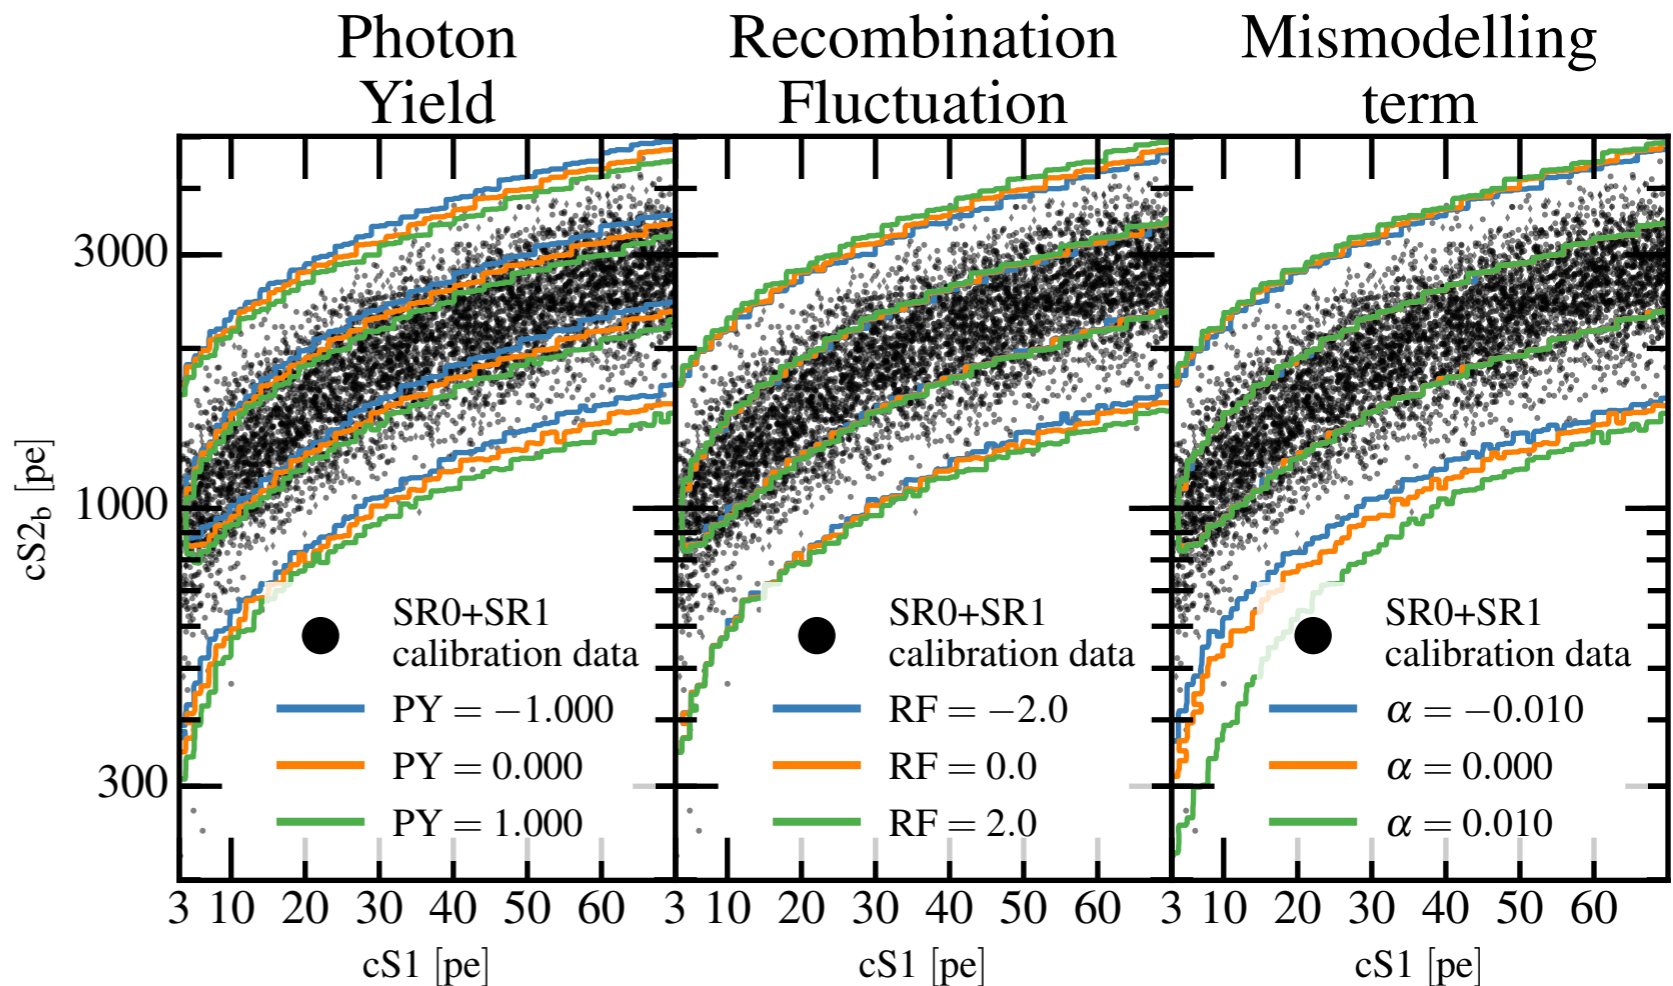 Photon
Yield
Recombination
Fluctuation
Mismodelling
term
3000
1000
300
cS2b [pe]
SR0+SR1
calibration data
PY = −1.000
PY = 0.000
PY = 1.000
SR0+SR1
calibration data
RF = −2.0
RF = 0.0
RF = 2.0
SR0+SR1
calibration data
α = −0.010
α = 0.000
α = 0.010
3 10 20 30 40 50 60
3 10 20 30 40 50 60
3 10 20 30 40 50 60
cS1 [pe]
cS1 [pe]
cS1 [pe]